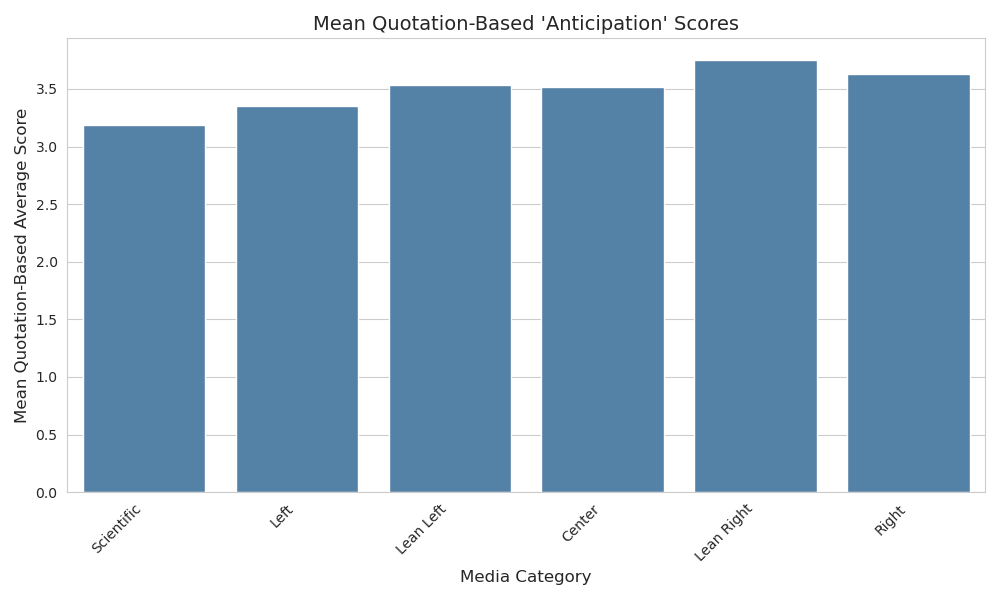 Mean Quotation-Based 'Anticipation' Scores
Mean Quotation-Based Average Score
3.5
3.0
2.5
2.0
1.5
1.0
0.5
0.0
Scientific
Left
Lean Left
Center
Lean Right
Right
Media Category